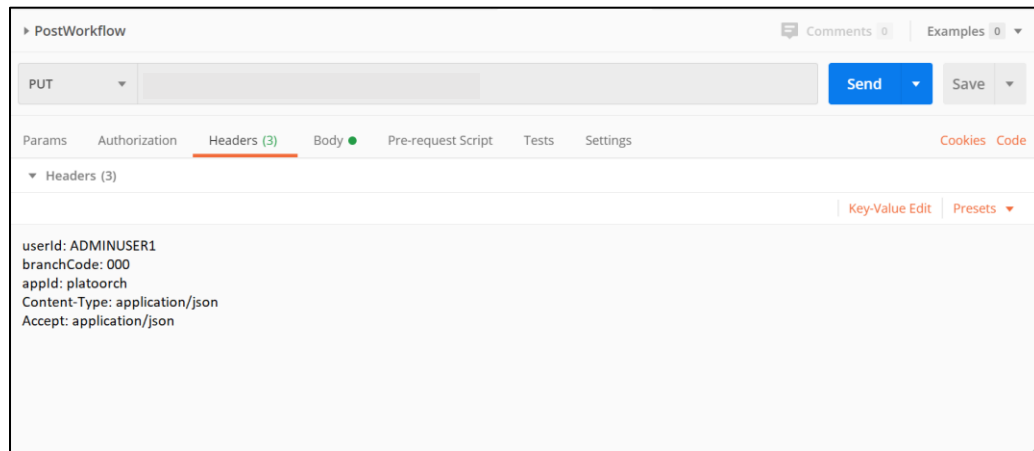 PostWorkflow
Comments 0
Examples 0
PUT
Send
Save
Params Authorization Headers (3) Body Pre-request Script Tests Settings Cookies Code
Headers (3)
Key-Value Edit Presets
userId: ADMINUSER1
branchCode: 000
appId: platoorch
Content-Type: application/json
Accept: application/json